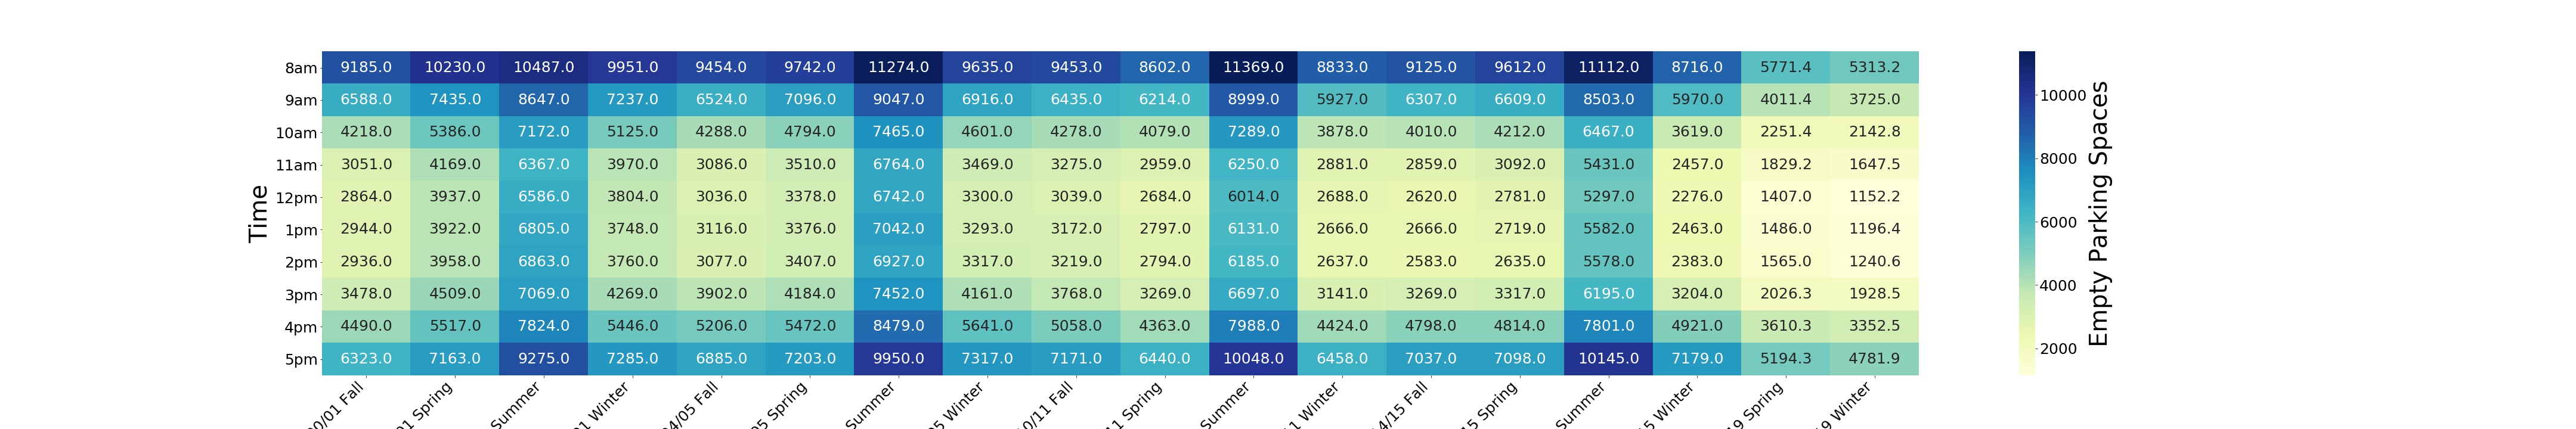 8am 9185.0 10230.0 10487.0 9951.0 9454.0 9742.0 11274.0 9635.0 9453.0 8602.0 11369.0 8833.0 9125.0 9612.0 11112.0 8716.0 5771.4 5313.2
9am 6588.0 7435.0 8647.0 7237.0 6524.0 7096.0 9047.0 6916.0 6435.0 6214.0 8999.0 5927.0 6307.0 6609.0 8503.0 5970.0 4011.4 3725.0
10am 4218.0 5386.0 7172.0 5125.0 4288.0 4794.0 7465.0 4601.0 4278.0 4079.0 7289.0 3878.0 4010.0 4212.0 6467.0 3619.0 2251.4 2142.8
11am 3051.0 4169.0 6367.0 3970.0 3086.0 3510.0 6764.0 3469.0 3275.0 2959.0 6250.0 2881.0 2859.0 3092.0 5431.0 2457.0 1829.2 1647.5
12pm 2864.0 3937.0 6586.0 3804.0 3036.0 3378.0 6742.0 3300.0 3039.0 2684.0 6014.0 2688.0 2620.0 2781.0 5297.0 2276.0 1407.0 1152.2
1pm 2944.0 3922.0 6805.0 3748.0 3116.0 3376.0 7042.0 3293.0 3172.0 2797.0 6131.0 2666.0 2666.0 2719.0 5582.0 2463.0 1486.0 1196.4
2pm 2936.0 3958.0 6863.0 3760.0 3077.0 3407.0 6927.0 3317.0 3219.0 2794.0 6185.0 2637.0 2583.0 2635.0 5578.0 2383.0 1565.0 1240.6
3pm 3478.0 4509.0 7069.0 4269.0 3902.0 4184.0 7452.0 4161.0 3768.0 3269.0 6697.0 3141.0 3269.0 3317.0 6195.0 3204.0 2026.3 1928.5
4pm 4490.0 5517.0 7824.0 5446.0 5206.0 5472.0 8479.0 5641.0 5058.0 4363.0 7988.0 4424.0 4798.0 4814.0 7801.0 4921.0 3610.3 3352.5
5pm 6323.0 7163.0 9275.0 7285.0 6885.0 7203.0 9950.0 7317.0 7171.0 6440.0 10048.0 6458.0 7037.0 7098.0 10145.0 7179.0 5194.3 4781.9
Time
Fall
Spring
Summer
Winter
Fall
Spring
Summer
Winter
Fall
Spring
Summer
Winter
Fall
Spring
Summer
Winter
Spring
Winter
10000
8000
6000
4000
2000
Empty Parking Spaces